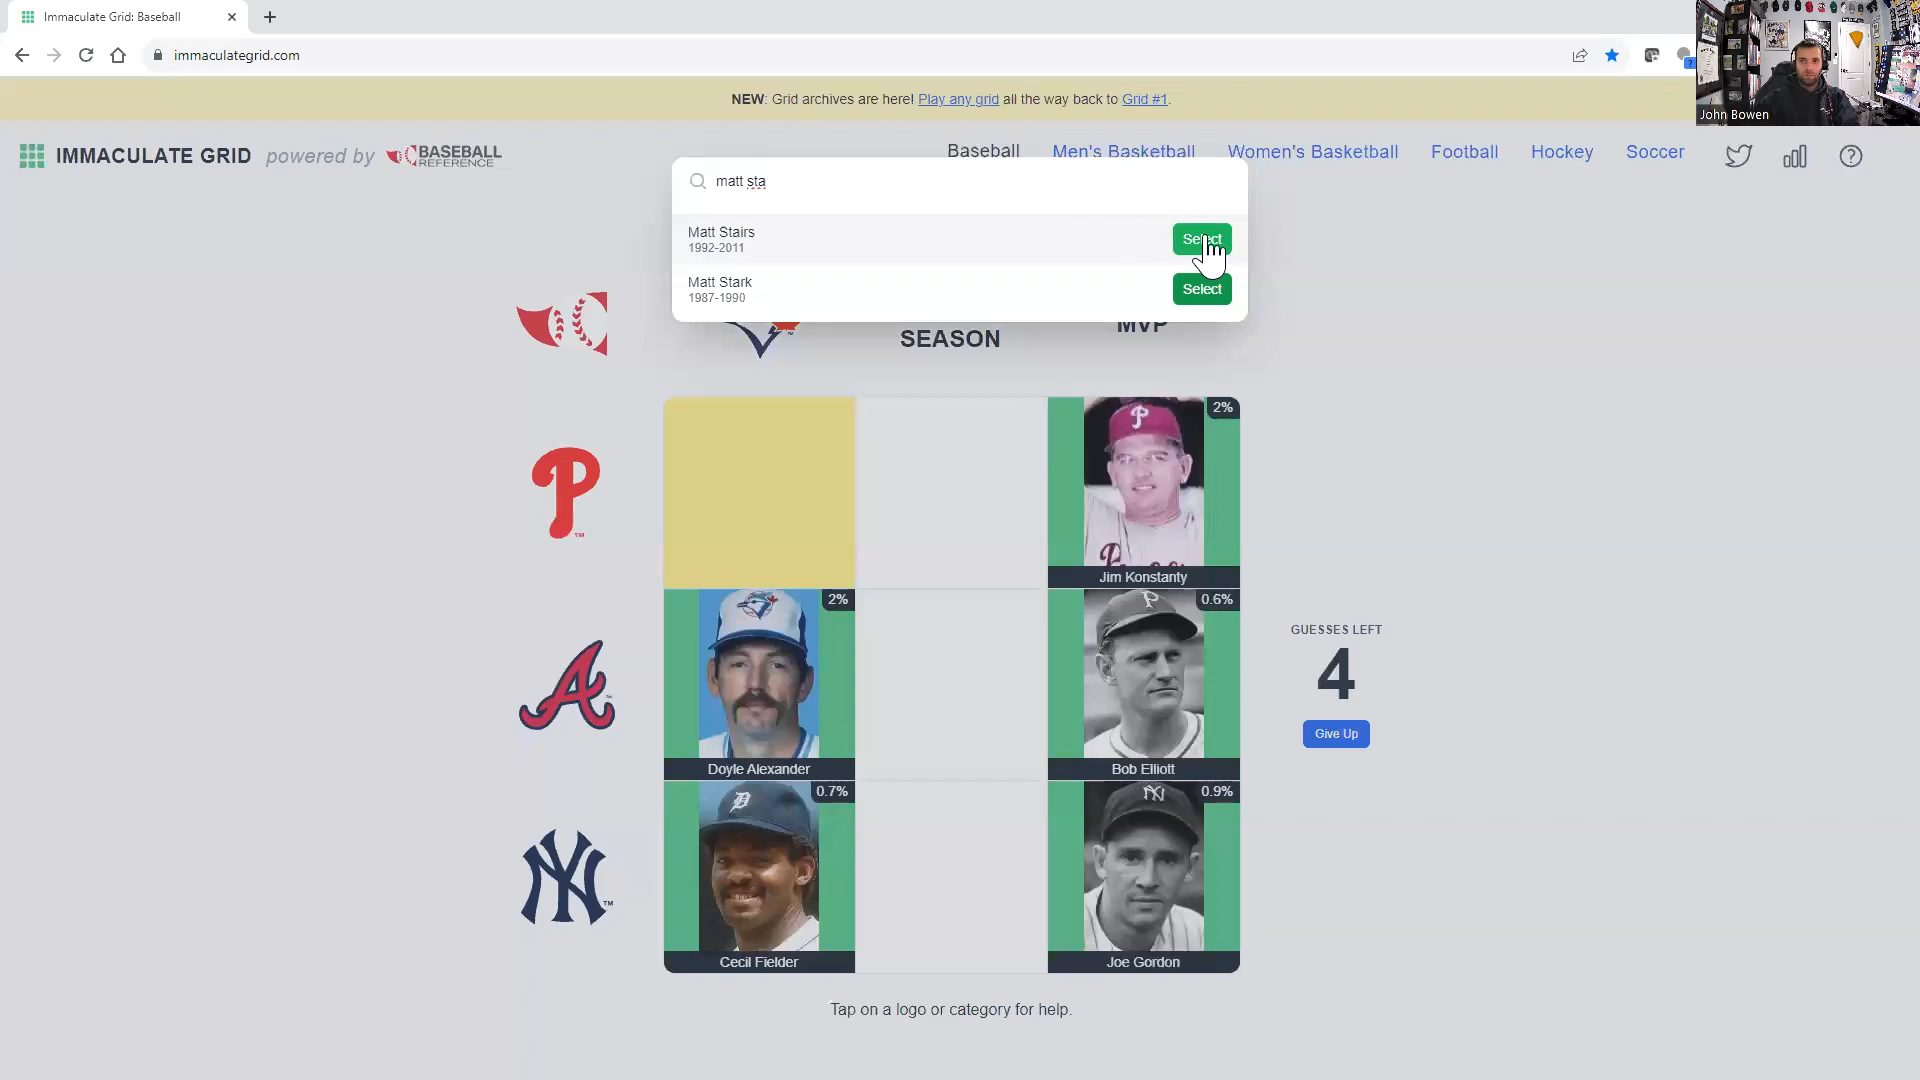 Immaculate Grid: Baseball
immaculategrid.com
NEW: Grid archives are here! Play any grid all the way back to Grid #1.
John Bowen
IMMACULATE GRID powered by BASEBALL REFERENCE
Baseball Men's Basketball Women's Basketball Football Hockey Soccer
matt sta
Matt Stairs
1992-2011
Select
Matt Stark
1987-1990
Select
SEASON
MVP
P
2%
Jim Konstanty
2%
Doyle Alexander
0.6%
Bob Elliott
GUESSES LEFT
4
Give Up
A
0.7%
Cecil Fielder
0.9%
Joe Gordon
NY
Tap on a logo or category for help.